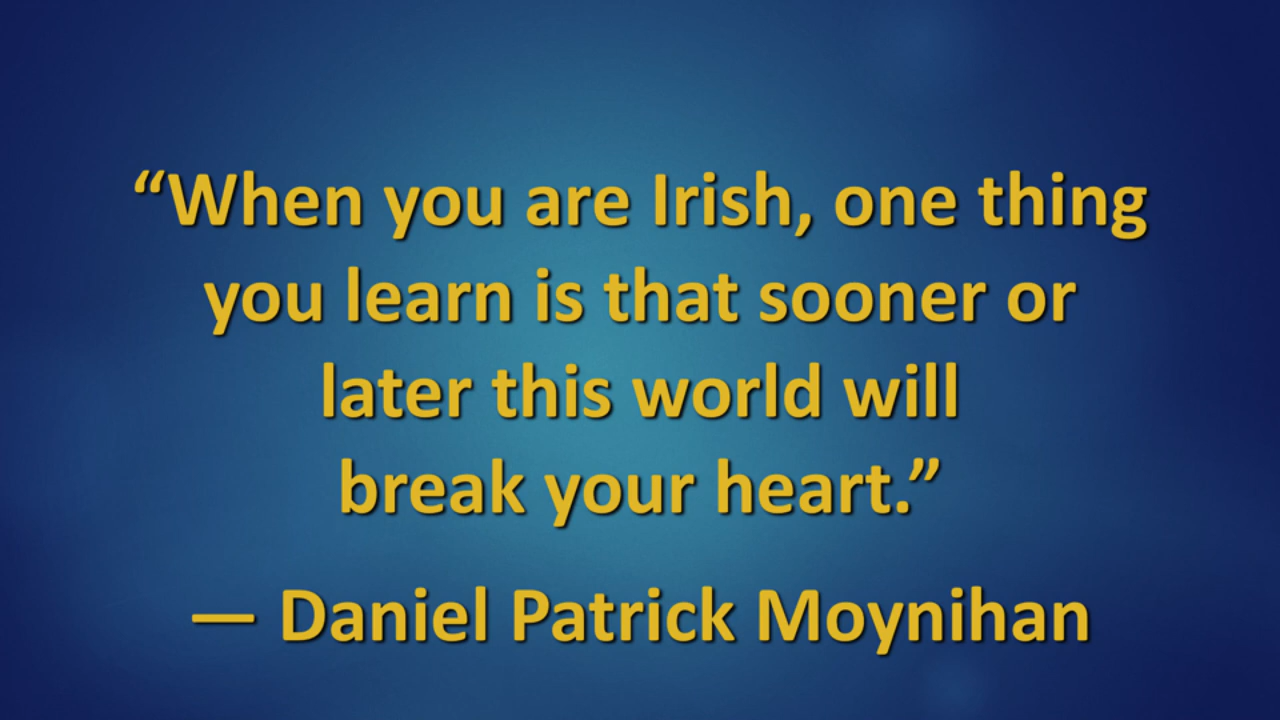 “When you are Irish, one thing
you learn is that sooner or
later this world will
break your heart.”
— Daniel Patrick Moynihan